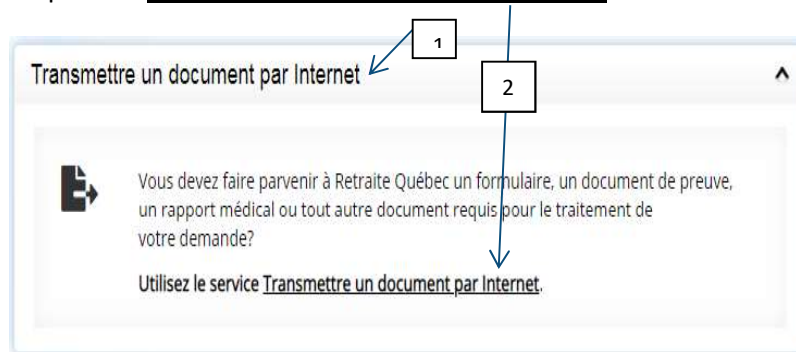 1
Transmettre un document par Internet
2
Vous devez faire parvenir à Retraite Québec un formulaire, un document de preuve,
un rapport médical ou tout autre document requis pour le traitement de
votre demande?
Utilisez le service Transmettre un document par Internet.